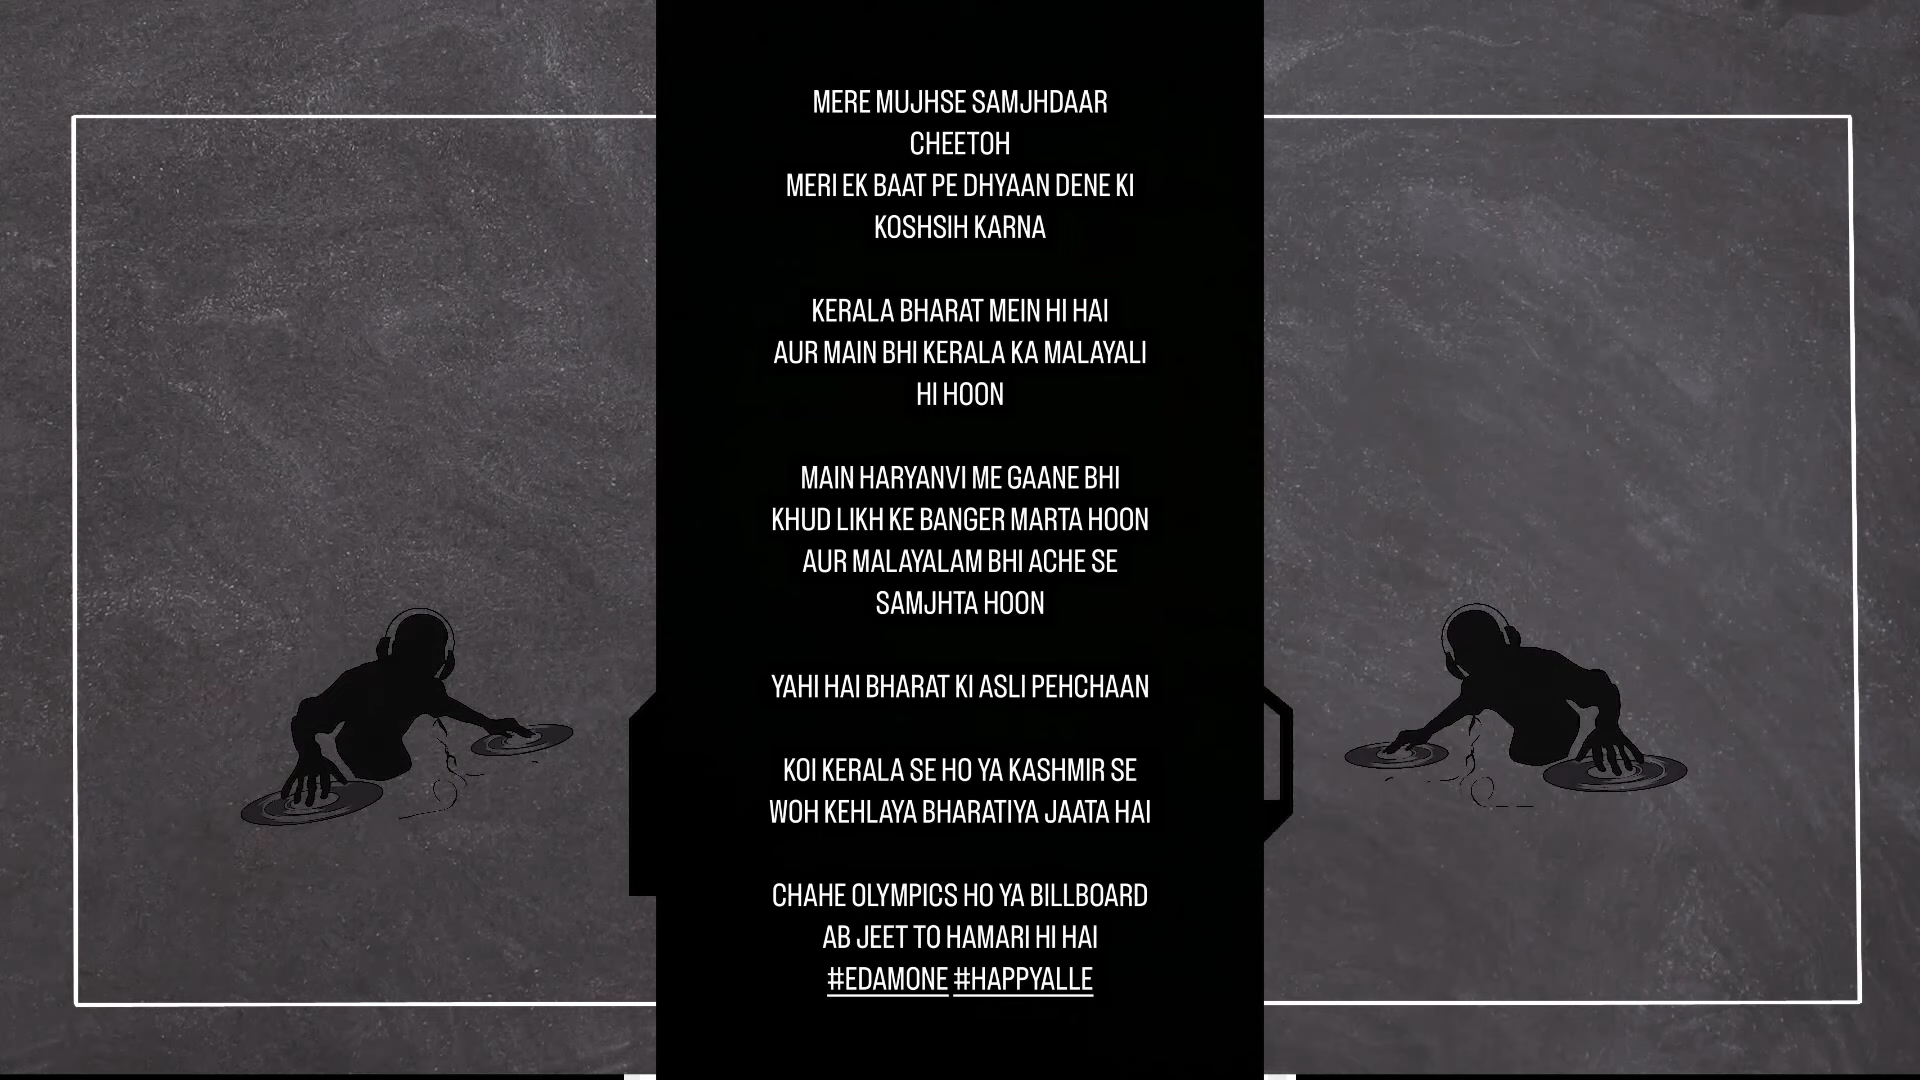 MERE MUJHSE SAMJHDAAR
CHEETOH
MERI EK BAAT PE DHYAAN DENE KI
KOSHSIH KARNA
KERALA BHARAT MEIN HI HAI
AUR MAIN BHI KERALA KA MALAYALI
HI HOON
MAIN HARYANVI ME GAANE BHI
KHUD LIKH KE BANGER MARTA HOON
AUR MALAYALAM BHI ACHE SE
SAMJHTA HOON
YAHI HAI BHARAT KI ASLI PEHCHAAN
KOI KERALA SE HO YA KASHMIR SE
WOH KEHLAYA BHARATIYA JAATA HAI
CHAHE OLYMPICS HO YA BILLBOARD
AB JEET TO HAMARI HI HAI
#EDAMONE #HAPPYALLE